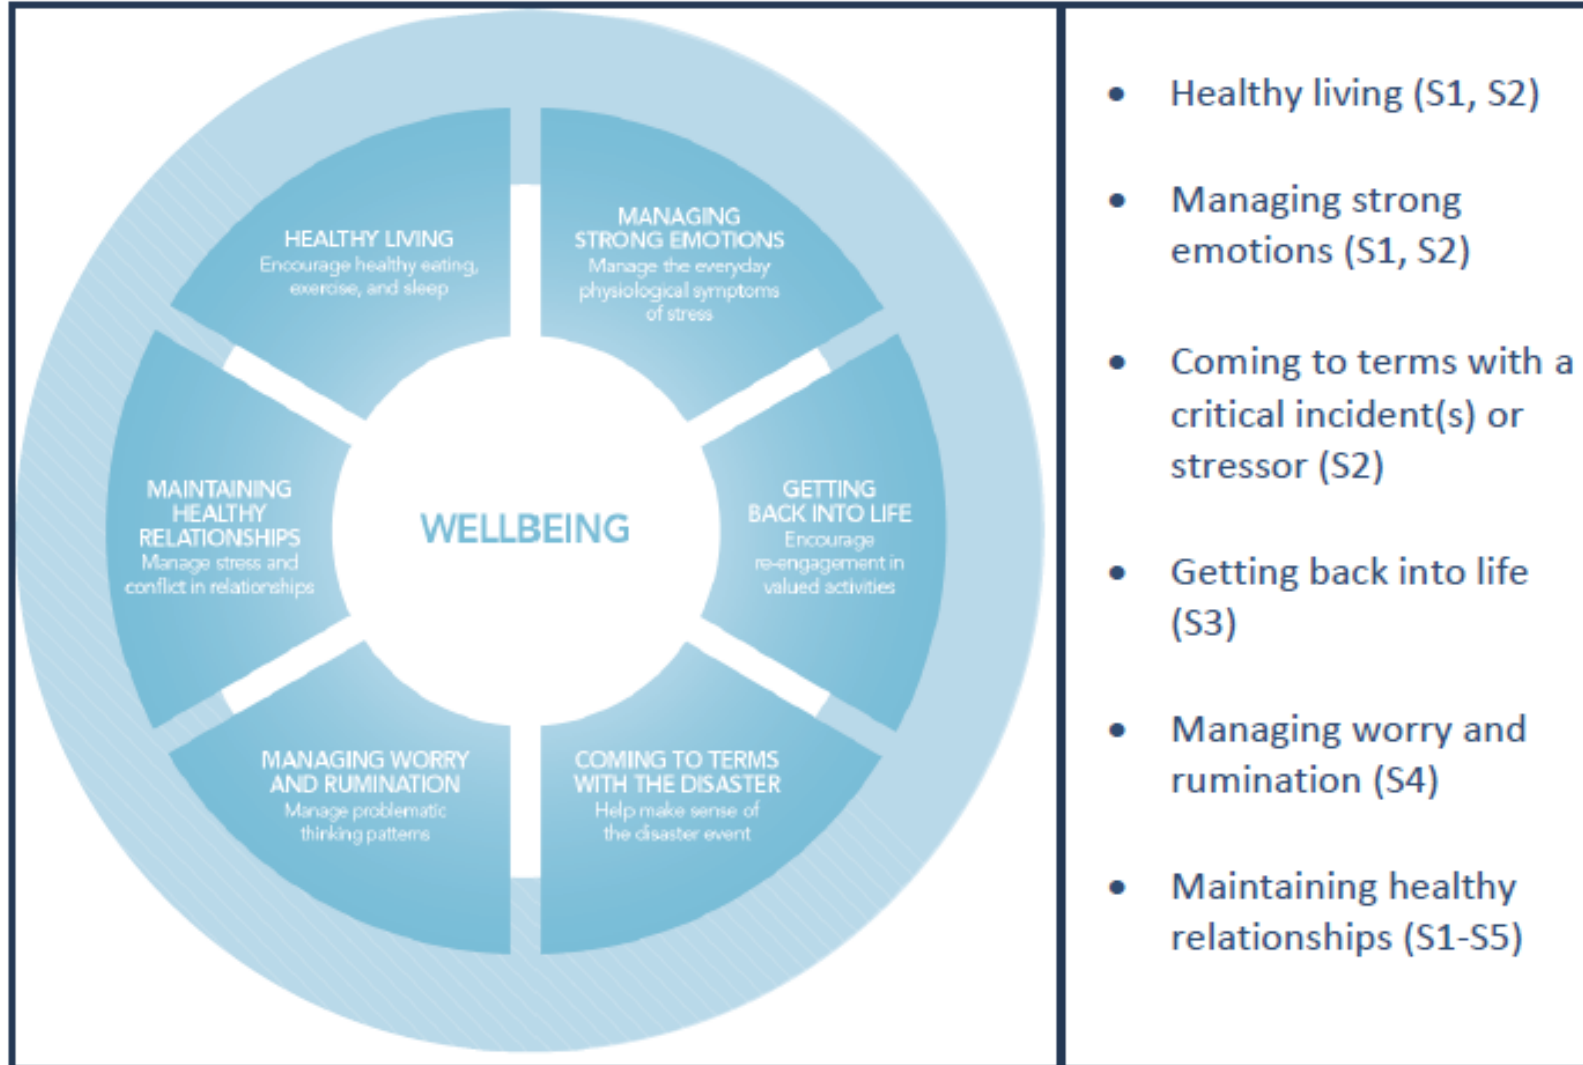 HEALTHY LIVING
Encourage healthy eating,
exercise, and sleep
MANAGING
STRONG EMOTIONS
Manage the everyday
physiological symptoms
of stress
GETTING
BACK INTO LIFE
Encourage
re-engagement in
valued activities
COMING TO TERMS
WITH THE DISASTER
Help make sense of
the disaster event
MANAGING WORRY
AND RUMINATION
Manage problematic
thinking patterns
MAINTAINING
HEALTHY
RELATIONSHIPS
Manage stress and
conflict in relationships
WELLBEING
• Healthy living (S1, S2)
• Managing strong
emotions (S1, S2)
• Coming to terms with a
critical incident(s) or
stressor (S2)
• Getting back into life
(S3)
• Managing worry and
rumination (S4)
• Maintaining healthy
relationships (S1-S5)